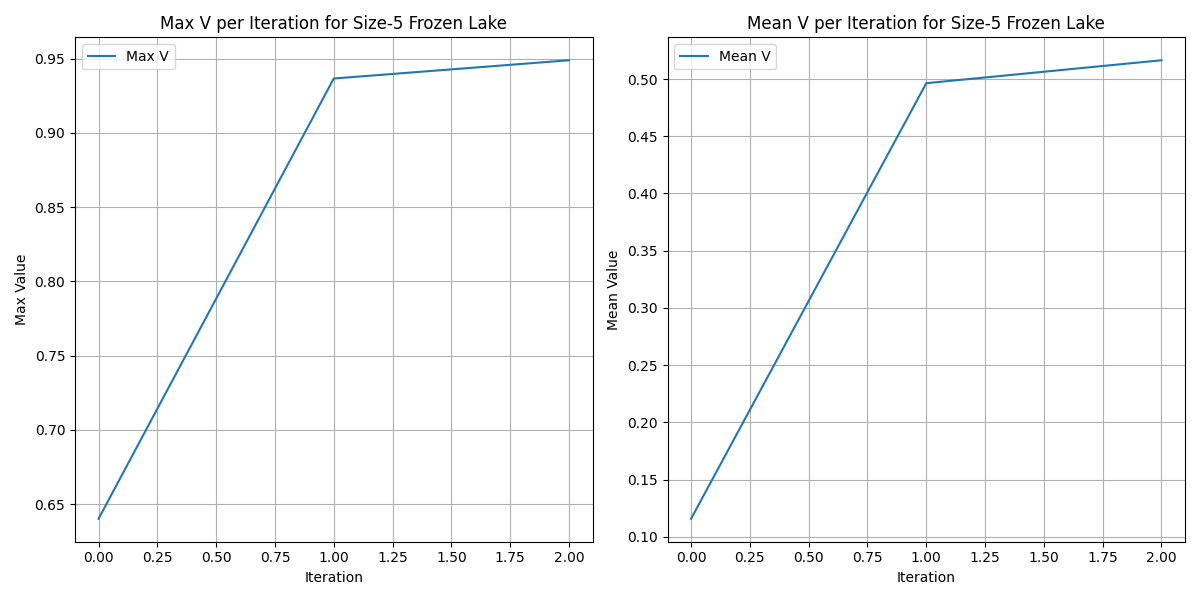 Max V per Iteration for Size-5 Frozen Lake
Max V
0.95
0.90
0.85
0.80
0.75
0.70
0.65
Max Value
0.00 0.25 0.50 0.75 1.00 1.25 1.50 1.75 2.00
Iteration
Mean V per Iteration for Size-5 Frozen Lake
Mean V
0.50
0.45
0.40
0.35
0.30
0.25
0.20
0.15
0.10
Mean Value
0.00 0.25 0.50 0.75 1.00 1.25 1.50 1.75 2.00
Iteration